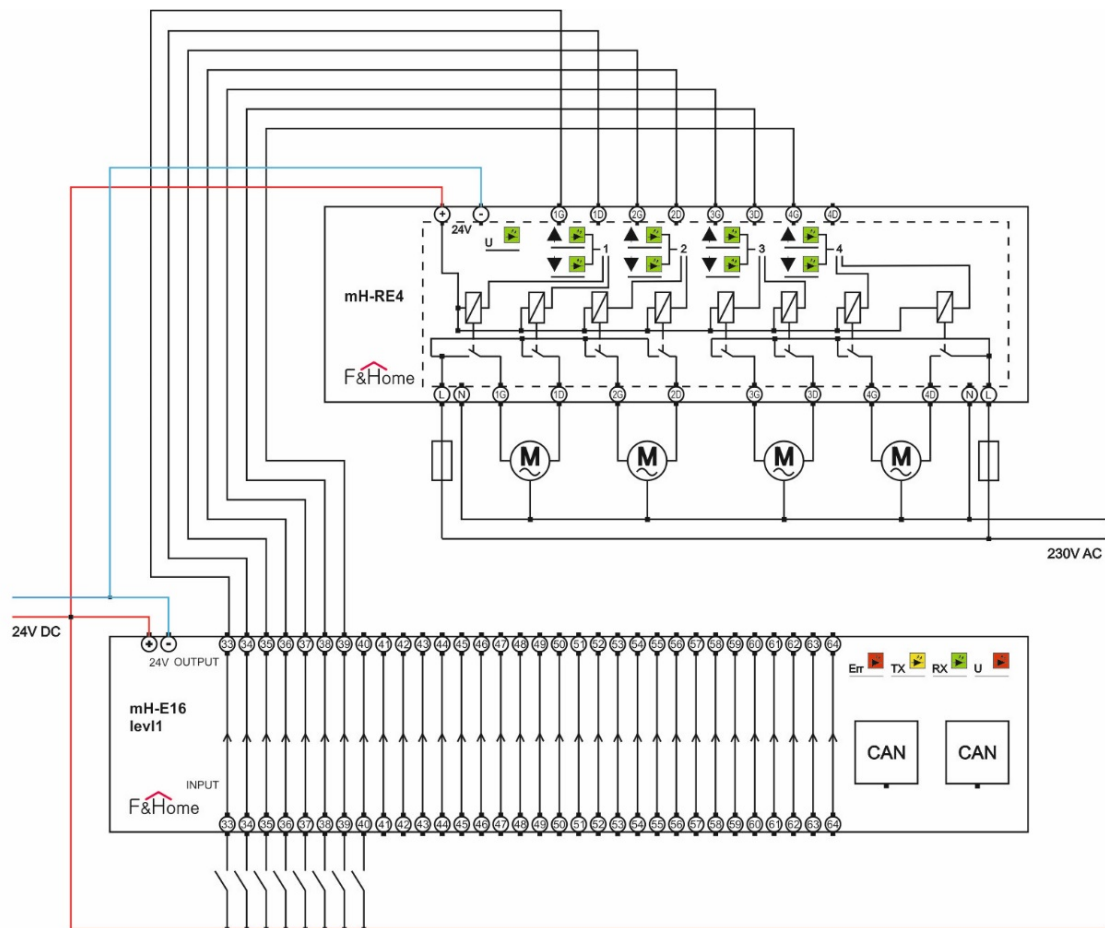 + - 1G 1D 2G 2D 3G 3D 4G 4D
24V
U
1 2 3 4
mH-RE4
F&Home
L N 1G 1D 2G 2D 3G 3D 4G 4D N L
M M M M
230V AC
24V DC
+ - 33 34 35 36 37 38 39 40 41 42 43 44 45 46 47 48 49 50 51 52 53 54 55 56 57 58 59 60 61 62 63 64
24V OUTPUT
Err TX RX U
mH-E16
levl1
CAN CAN
INPUT
F&Home
33 34 35 36 37 38 39 40 41 42 43 44 45 46 47 48 49 50 51 52 53 54 55 56 57 58 59 60 61 62 63 64